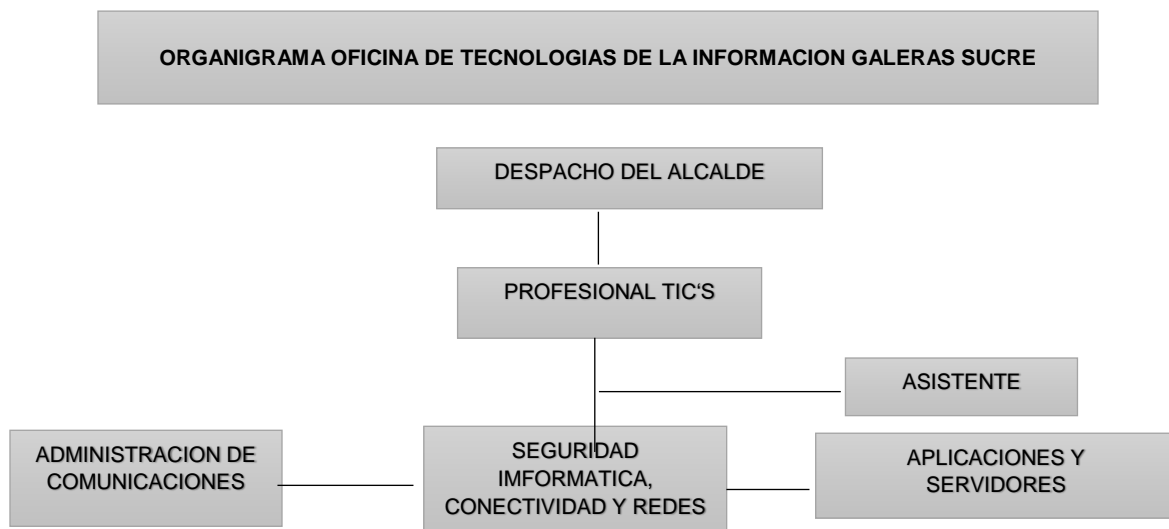 ORGANIGRAMA OFICINA DE TECNOLOGIAS DE LA INFORMACION GALERAS SUCRE
DESPACHO DEL ALCALDE
PROFESIONAL TIC‘S
ASISTENTE
ADMINISTRACION DE
COMUNICACIONES
SEGURIDAD
IMFORMATICA,
CONECTIVIDAD Y REDES
APLICACIONES Y
SERVIDORES